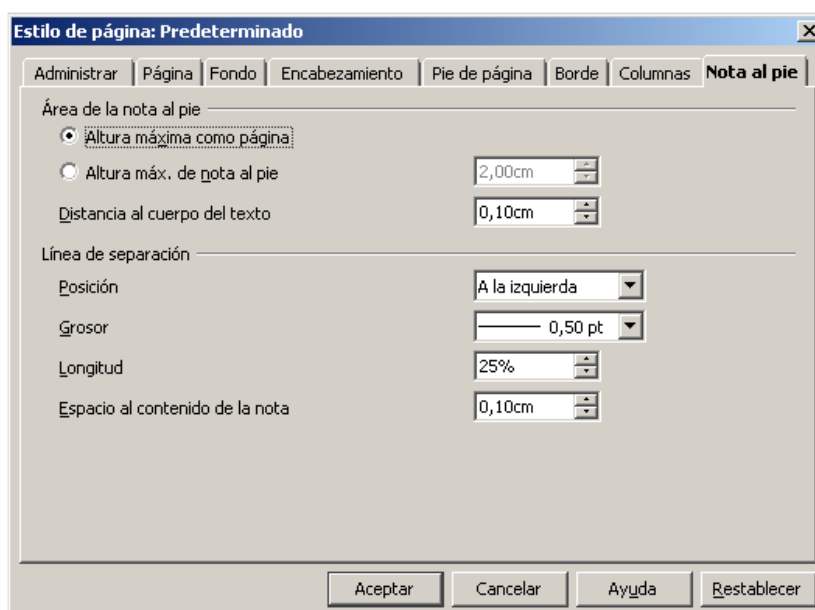 Estilo de página: Predeterminado
Administrar Página Fondo Encabezamiento Pie de página Borde Columnas Nota al pie
Área de la nota al pie
Altura máxima como página
Altura máx. de nota al pie 2,00cm
Distancia al cuerpo del texto 0,10cm
Línea de separación
Posición A la izquierda
Grosor 0,50 pt
Longitud 25%
Espacio al contenido de la nota 0,10cm
Aceptar Cancelar Ayuda Restablecer